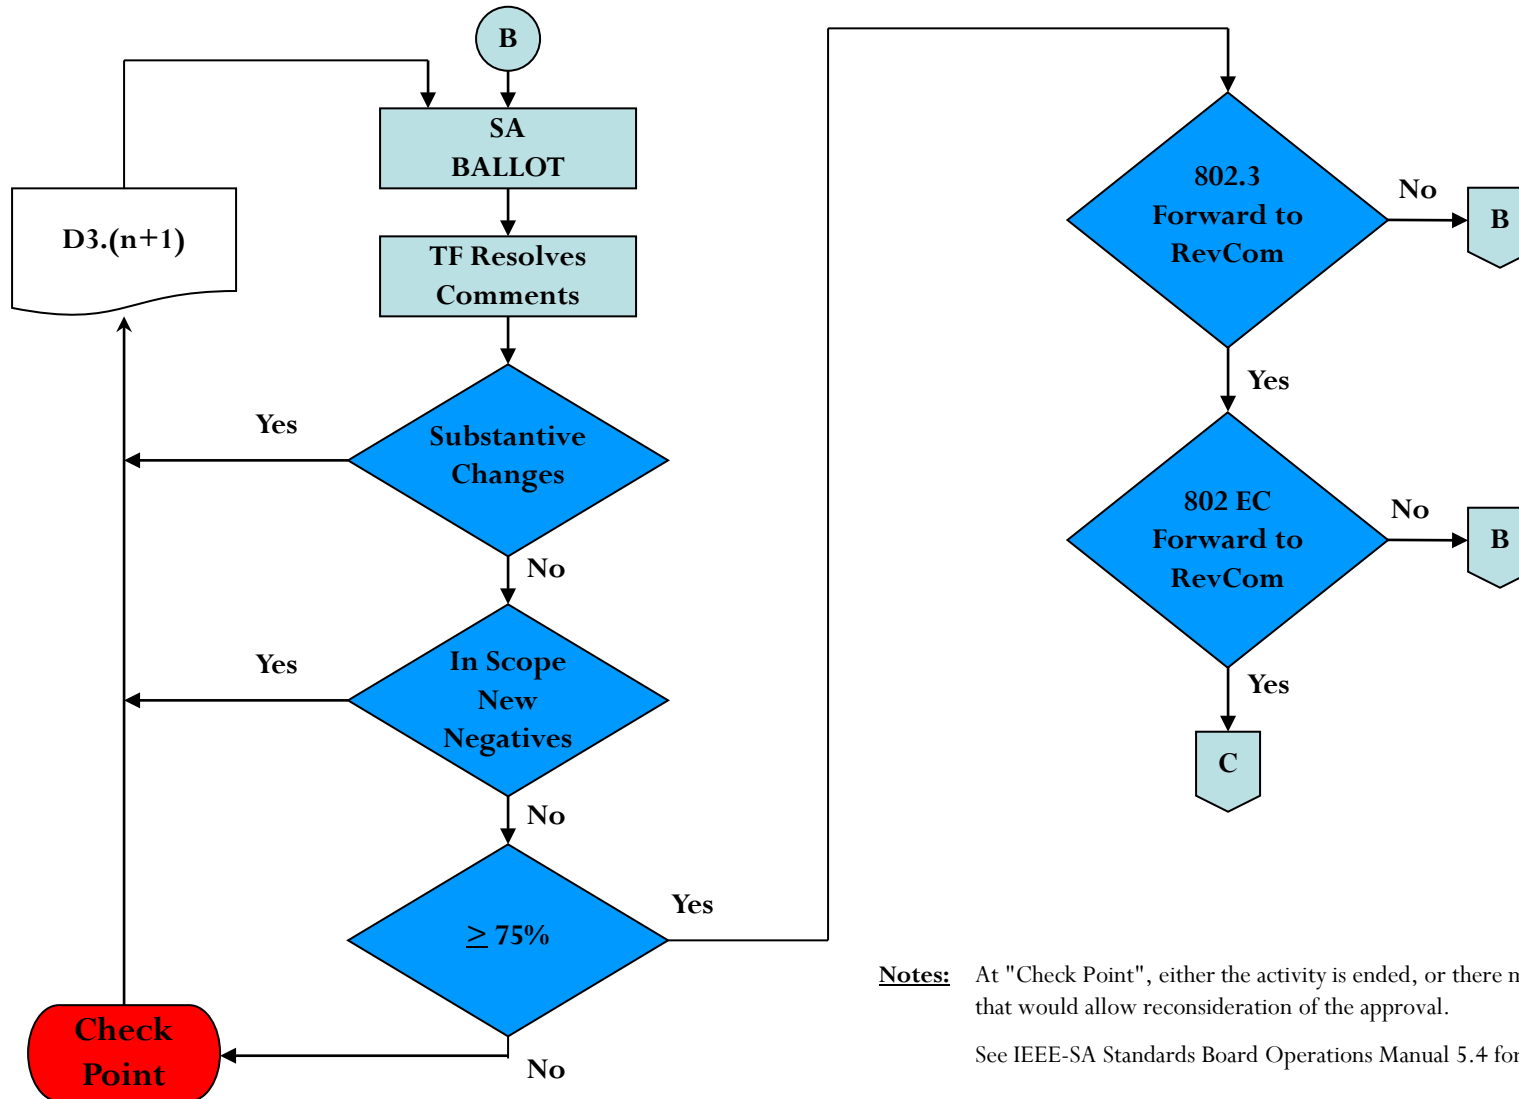 B
SA
BALLOT
D3.(n+1)
TF Resolves
Comments
Yes
Substantive
Changes
No
Yes
In Scope
New
Negatives
No
≥ 75%
Yes
Check
Point
No
802.3
Forward to
RevCom
No
B
Yes
802 EC
Forward to
RevCom
No
B
Yes
C
Notes: At "Check Point", either the activity is ended, or there
that would allow reconsideration of the approval.
See IEEE-SA Standards Board Operations Manual 5.4 for